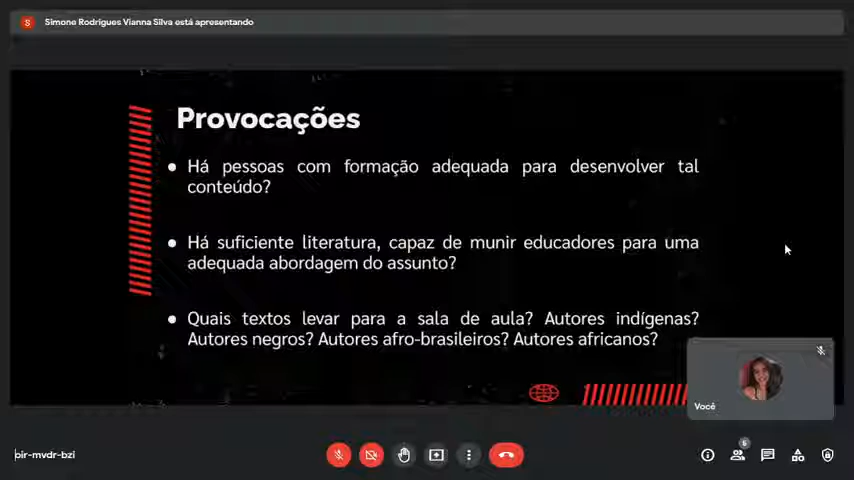 S Simone Rodrigues Vianna Silva está apresentando
Provocações
Há pessoas com formação adequada para desenvolver tal
conteúdo?
Há suficiente literatura, capaz de munir educadores para uma
adequada abordagem do assunto?
Quais textos levar para a sala de aula? Autores indígenas?
Autores negros? Autores afro-brasileiros? Autores africanos?
Você
oir-mvdr-bzi
6